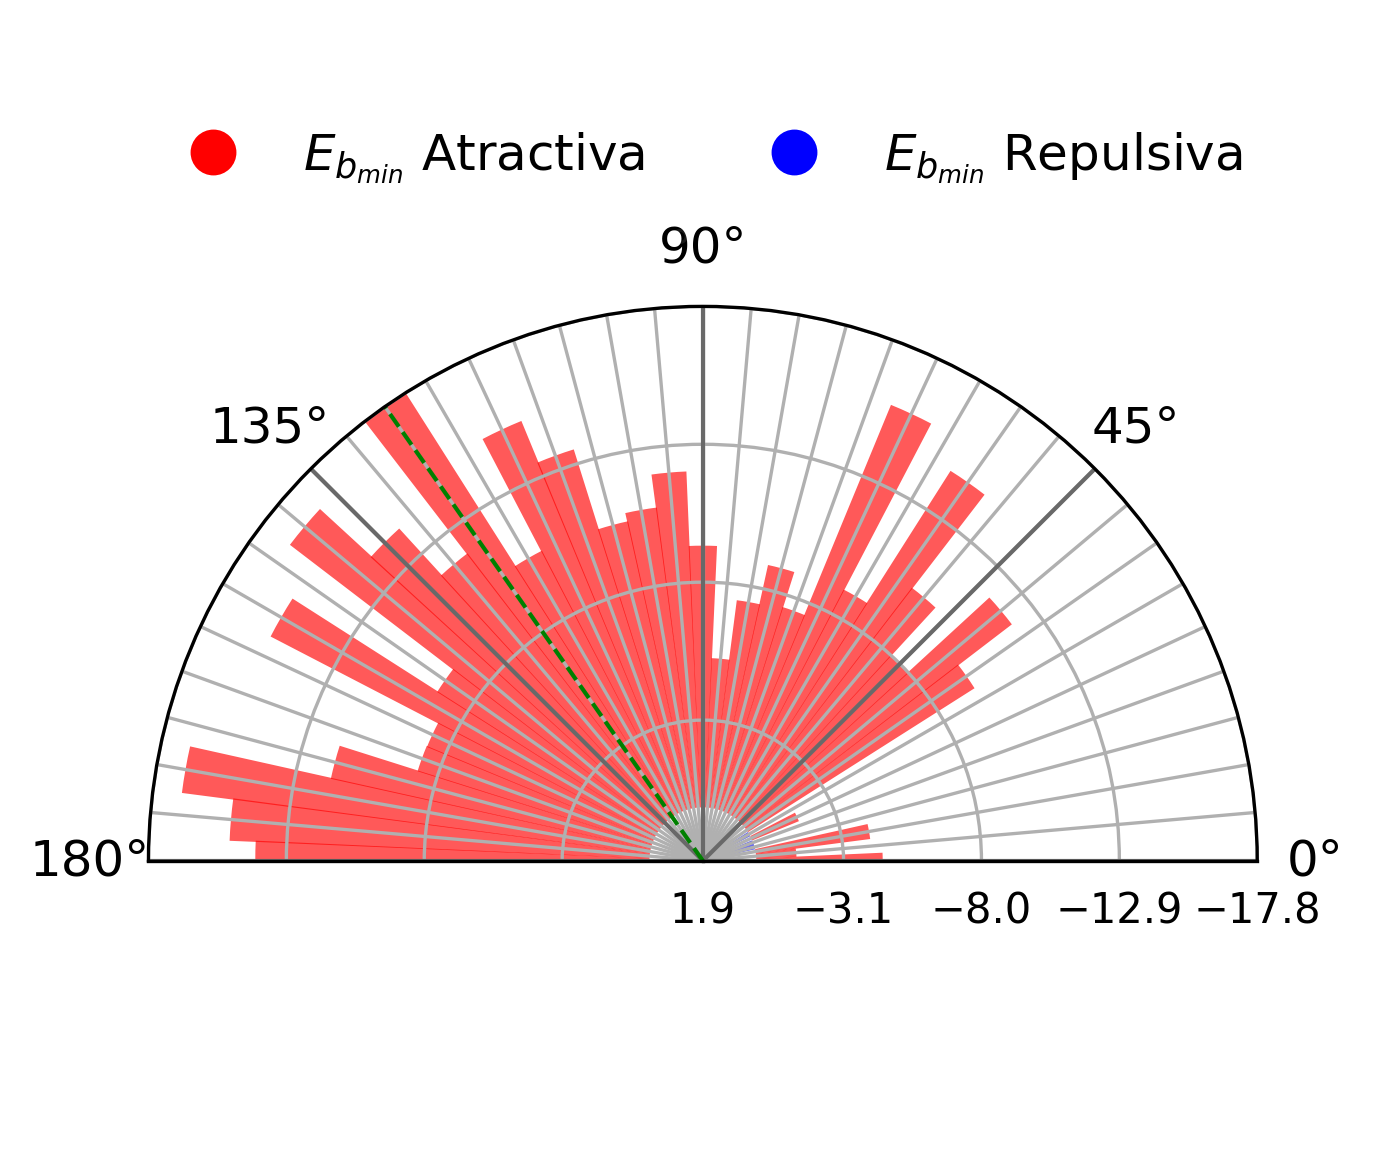 E_{b_{min}} Atractiva E_{b_{min}} Repulsiva
90°
135° 45°
180° 0°
1.9 −3.1 −8.0 −12.9 −17.8